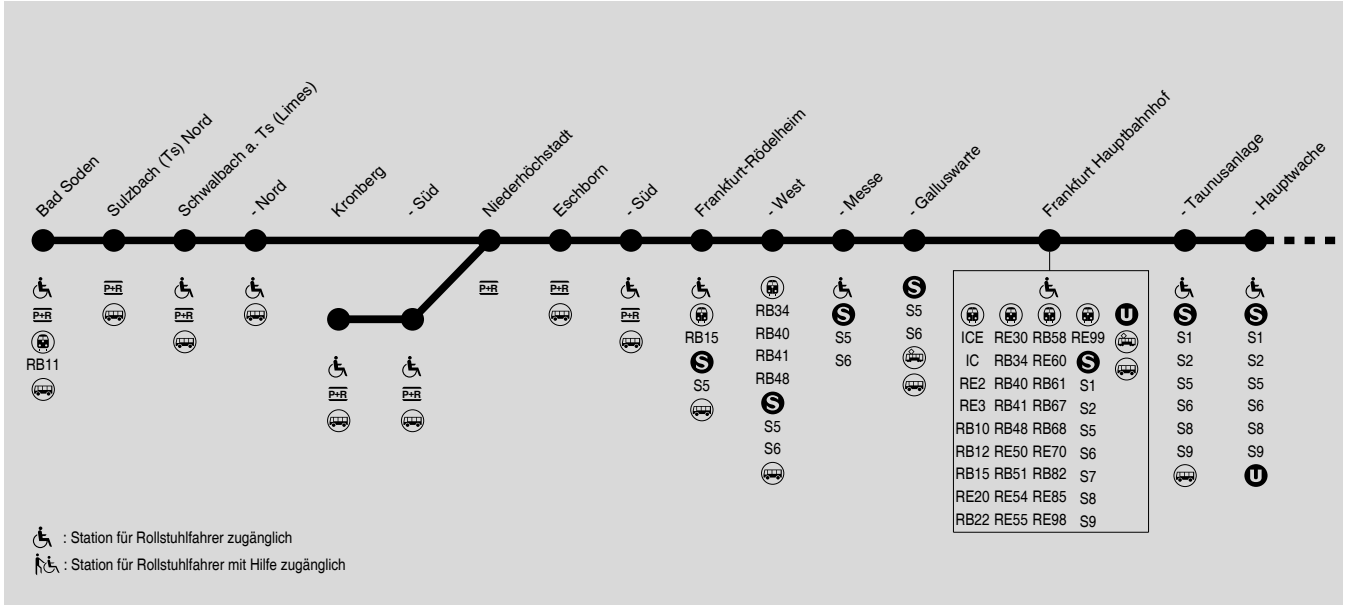 Bad Soden
Sulzbach (Ts) Nord
Schwalbach a. Ts (Limes)
- Nord
Kronberg
- Süd
Niederhöchstadt
Eschborn
- Süd
Frankfurt-Rödelheim
- West
- Messe
- Galluswarte
Frankfurt Hauptbahnhof
- Taunusanlage
- Hauptwache
P+R
RB11
P+R
P+R
P+R
P+R
P+R
P+R
P+R
RB15
S
S5
RB34
RB40
RB41
RB48
S
S5
S6
S
S5
S6
S
S5
S6
U
ICE RE30 RB58 RE99
IC RB34 RE60 S
RE2 RB40 RB61 S1
RE3 RB41 RB67 S2
RB10 RB48 RB68 S5
RB12 RE50 RE70 S6
RB15 RB51 RB82 S7
RE20 RE54 RE85 S8
RB22 RE55 RE98 S9
S
S1
S2
S5
S6
S8
S9
S
S1
S2
S5
S6
S8
S9
U
: Station für Rollstuhlfahrer zugänglich
: Station für Rollstuhlfahrer mit Hilfe zugänglich